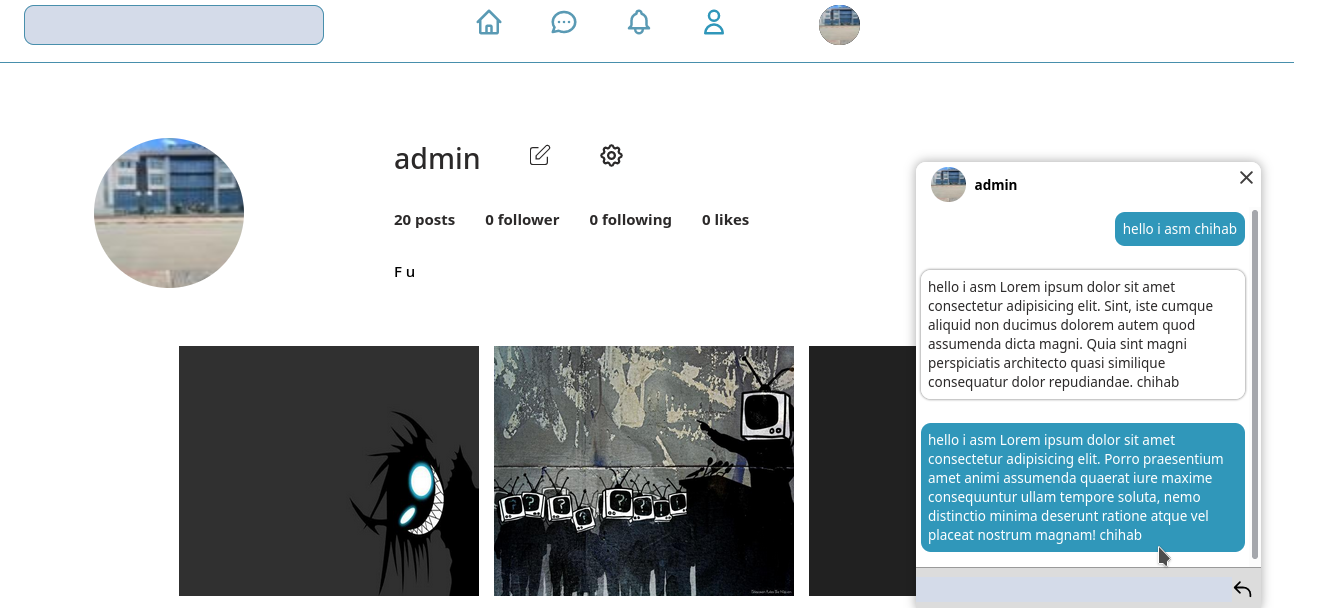 admin
20 posts 0 follower 0 following 0 likes
F u
admin
hello i asm chihab
hello i asm Lorem ipsum dolor sit amet
consectetur adipisicing elit. Sint, iste cumque
aliquid non ducimus dolorem autem quod
assumenda dicta magni. Quia sint magni
perspiciatis architecto quasi similique
consequatur dolor repudiandae. chihab
hello i asm Lorem ipsum dolor sit amet
consectetur adipisicing elit. Porro praesentium
amet animi assumenda quaerat iure maxime
consequuntur ullam tempore soluta, nemo
distinctio minima deserunt ratione atque vel
placeat nostrum magnam! chihab